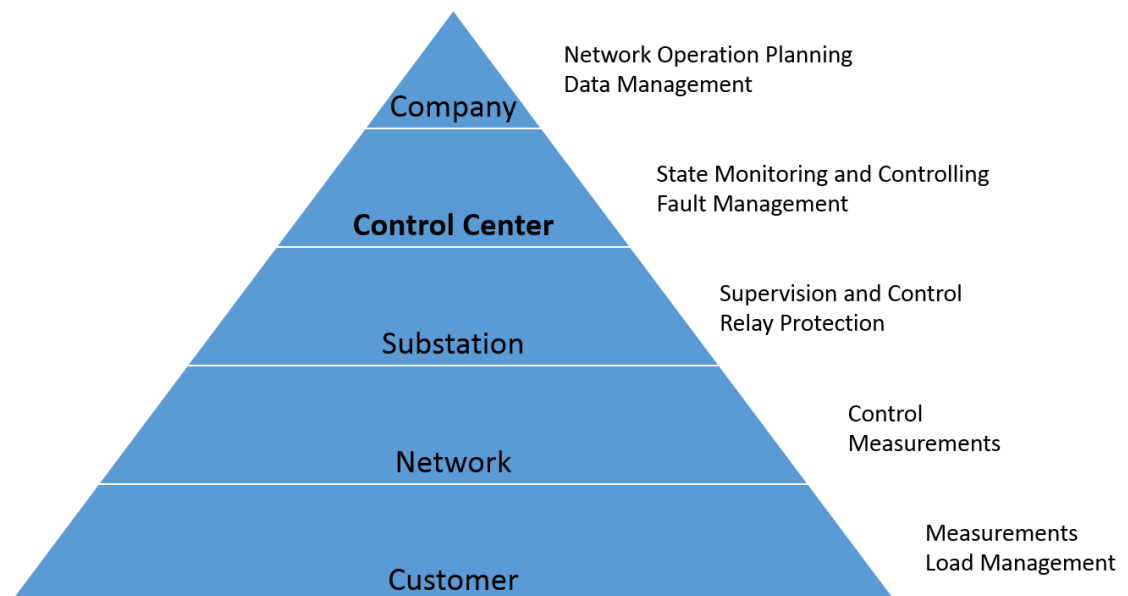 Network Operation Planning
Data Management
Company
State Monitoring and Controlling
Fault Management
Control Center
Supervision and Control
Relay Protection
Substation
Control
Measurements
Network
Measurements
Load Management
Customer